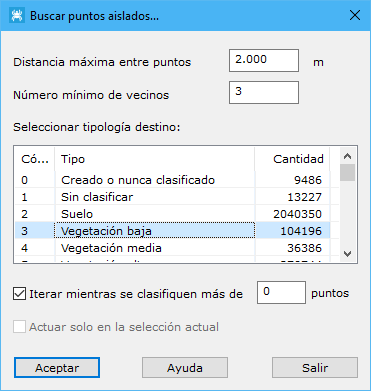 Buscar puntos aislados...
Distancia máxima entre puntos 2.000 m
Número mínimo de vecinos 3
Seleccionar tipología destino:
Có... Tipo Cantidad
0 Creado o nunca clasificado 9486
1 Sin clasificar 13227
2 Suelo 2040350
3 Vegetación baja 104196
4 Vegetación media 36386
Iterar mientras se clasifiquen más de 0 puntos
Actuar solo en la selección actual
Aceptar Ayuda Salir